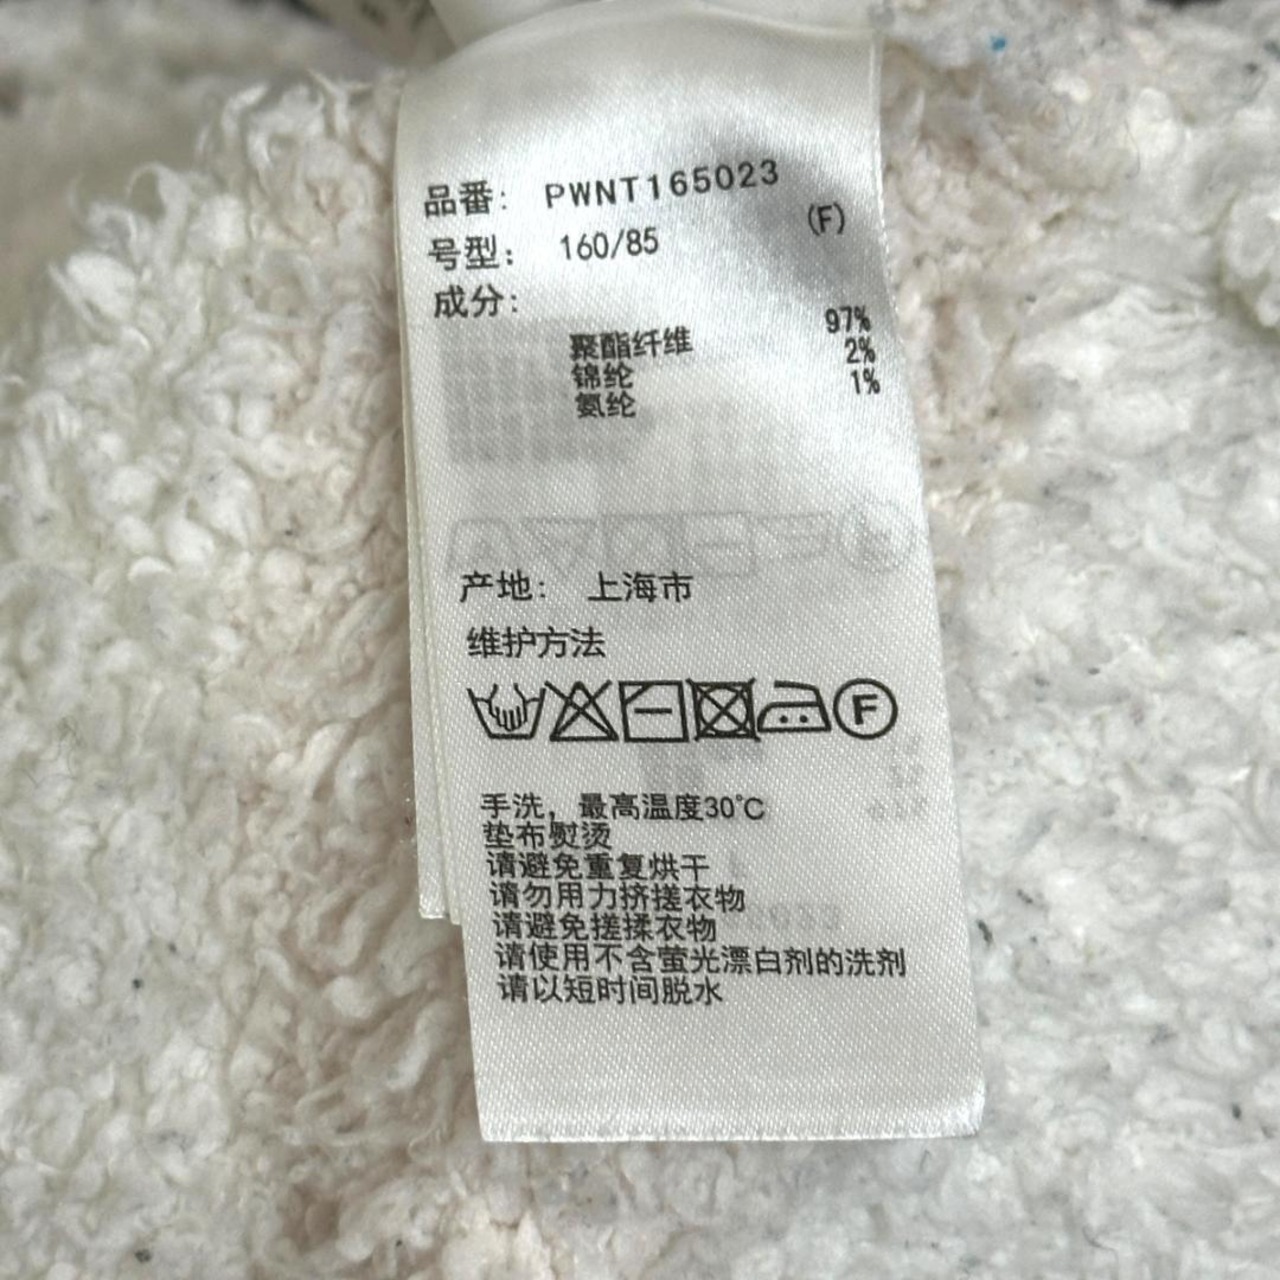 品番: PWNT165023
(F)
号型: 160/85
成分:
聚酯纤维 97%
锦纶 2%
氨纶 1%
产地: 上海市
维护方法
F
手洗，最高温度30℃
垫布熨烫
请避免重复烘干
请勿用力挤搓衣物
请避免搓揉衣物
请使用不含萤光漂白剂的洗剂
请以短时间脱水